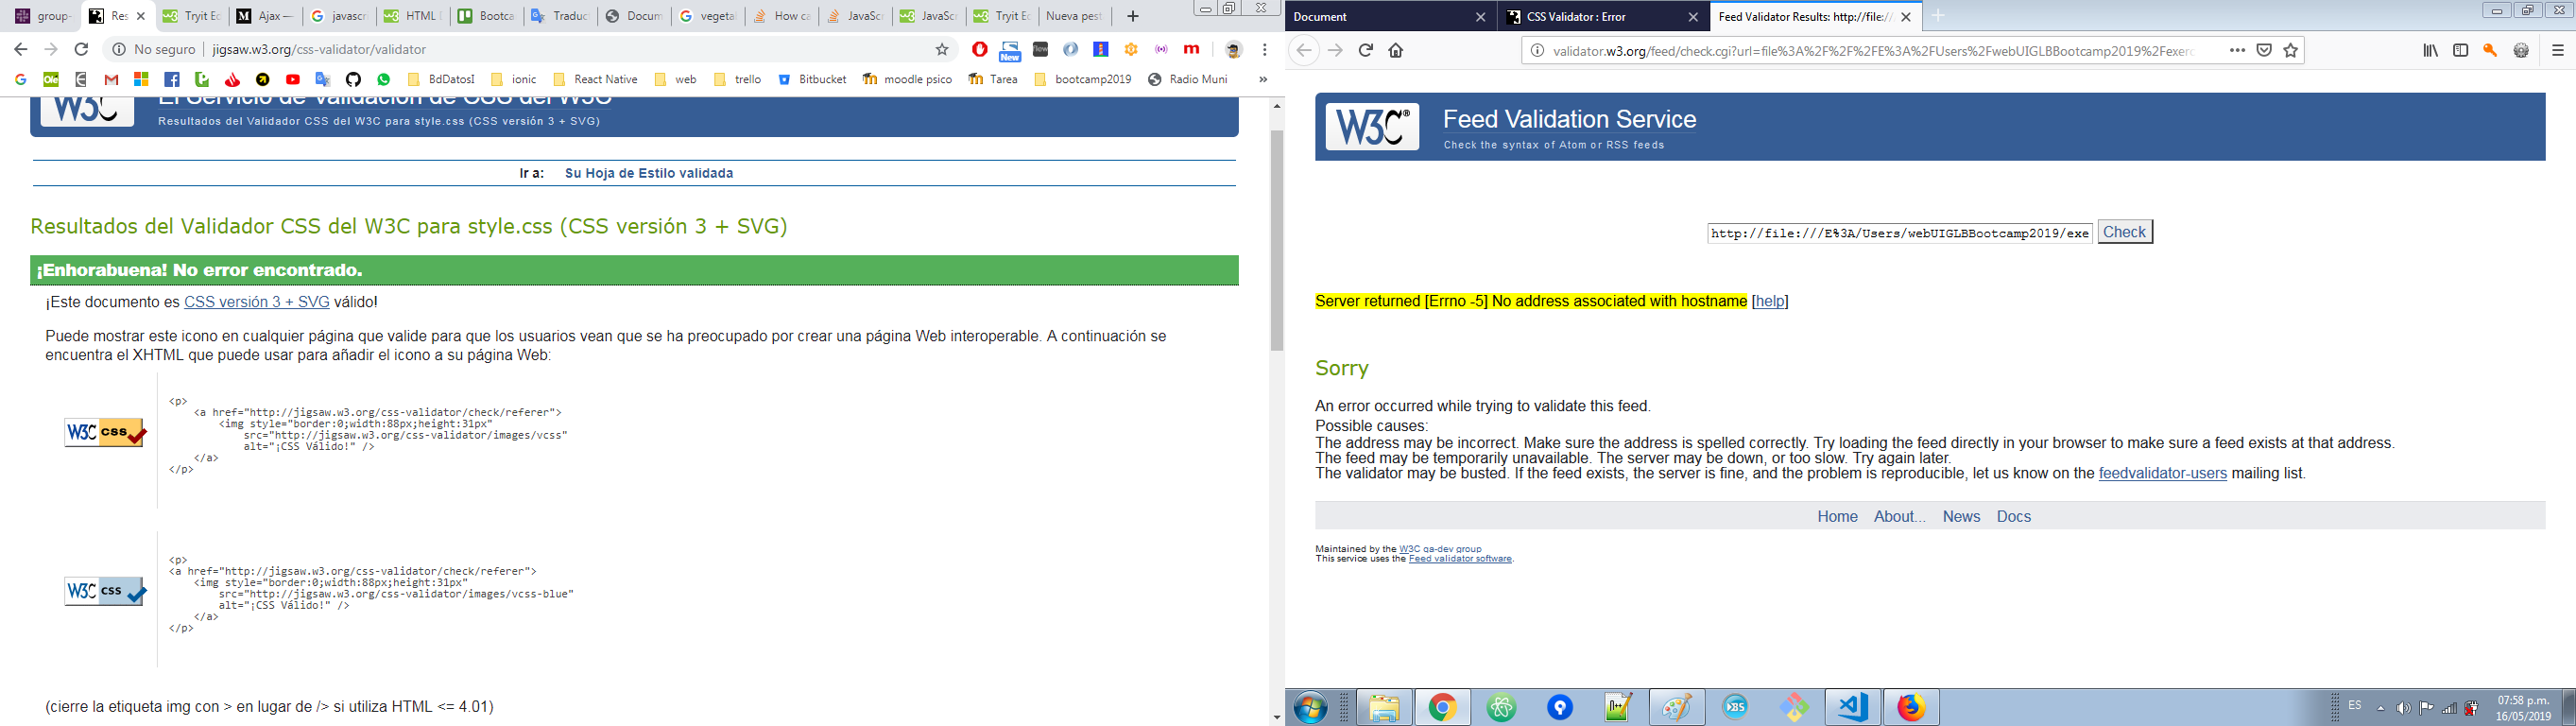 group-
Res
Tryit Ec
Ajax —
javascr
HTML D
Bootca
Traduc
Docum
vegetal
How ca
JavaScr
JavaScr
Tryit Ec
Nueva pest
No seguro
jigsaw.w3.org/css-validator/validator
New
BdDatosI
ionic
React Native
web
trello
Bitbucket
moodle psico
Tarea
bootcamp2019
Radio Muni
»
W3C
El Servicio de Validación de CSS del W3C
Resultados del Validador CSS del W3C para style.css (CSS versión 3 + SVG)
Ir a: Su Hoja de Estilo validada
Resultados del Validador CSS del W3C para style.css (CSS versión 3 + SVG)
¡Enhorabuena! No error encontrado.
¡Este documento es CSS versión 3 + SVG válido!
Puede mostrar este icono en cualquier página que valide para que los usuarios vean que se ha preocupado por crear una página Web interoperable. A continuación se
encuentra el XHTML que puede usar para añadir el icono a su página Web:
W3C css
<p>
<a href="http://jigsaw.w3.org/css-validator/check/referer">
<img style="border:0;width:88px;height:31px"
src="http://jigsaw.w3.org/css-validator/images/vcss"
alt="¡CSS Válido!" />
</a>
</p>
W3C css
<p>
<a href="http://jigsaw.w3.org/css-validator/check/referer">
<img style="border:0;width:88px;height:31px"
src="http://jigsaw.w3.org/css-validator/images/vcss-blue"
alt="¡CSS Válido!" />
</a>
</p>
(cierre la etiqueta img con > en lugar de /> si utiliza HTML <= 4.01)
Document
CSS Validator : Error
Feed Validator Results: http://file://
validator.w3.org/feed/check.cgi?url=file%3A%2F%2F%2FE%3A%2FUsers%2FwebUIGLBBootcamp2019%2Fexerc
W3C®
Feed Validation Service
Check the syntax of Atom or RSS feeds
http://file:///E%3A/Users/webUIGLBBootcamp2019/exe
Check
Server returned [Errno -5] No address associated with hostname [help]
Sorry
An error occurred while trying to validate this feed.
Possible causes:
The address may be incorrect. Make sure the address is spelled correctly. Try loading the feed directly in your browser to make sure a feed exists at that address.
The feed may be temporarily unavailable. The server may be down, or too slow. Try again later.
The validator may be busted. If the feed exists, the server is fine, and the problem is reproducible, let us know on the feedvalidator-users mailing list.
Home About... News Docs
Maintained by the W3C qa-dev group
This service uses the Feed validator software.
ES
07:58 p.m.
16/05/2019